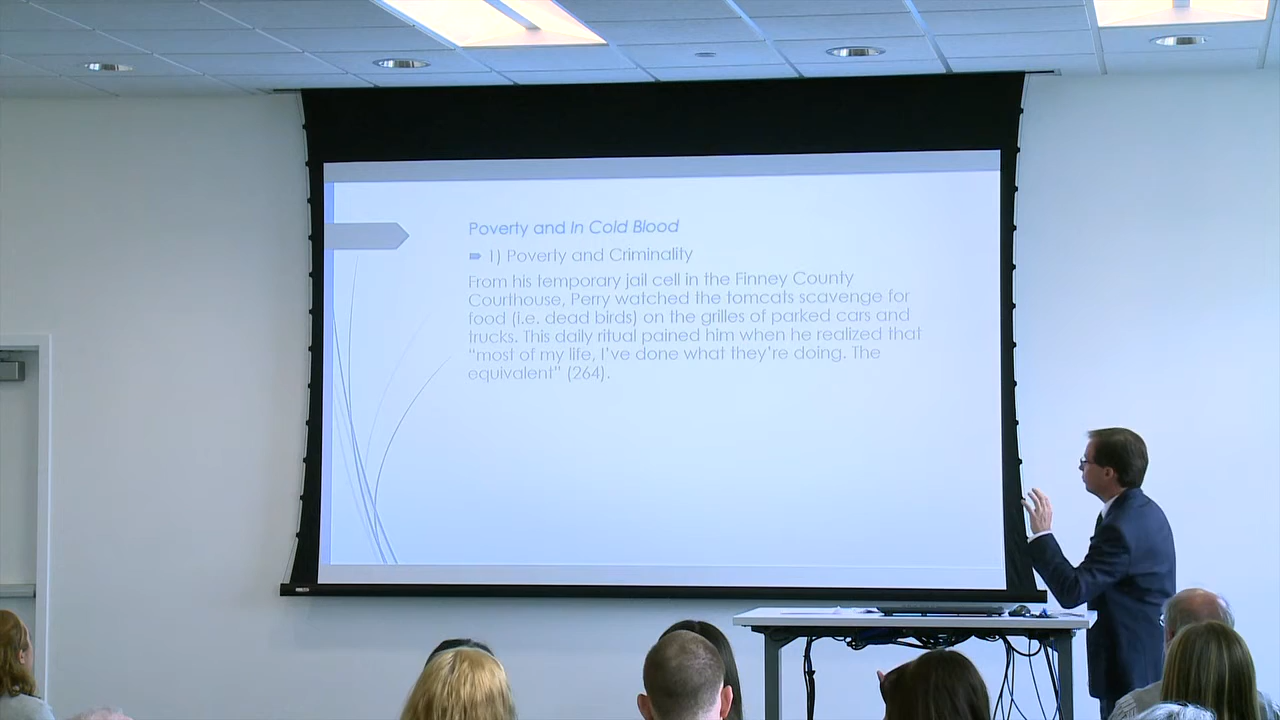 Poverty and In Cold Blood
1) Poverty and Criminality
From his temporary jail cell in the Finney County
Courthouse, Perry watched the tomcats scavenge for
food (i.e. dead birds) on the grilles of parked cars and
trucks. This daily ritual pained him when he realized that
“most of my life, I’ve done what they’re doing. The
equivalent” (264).